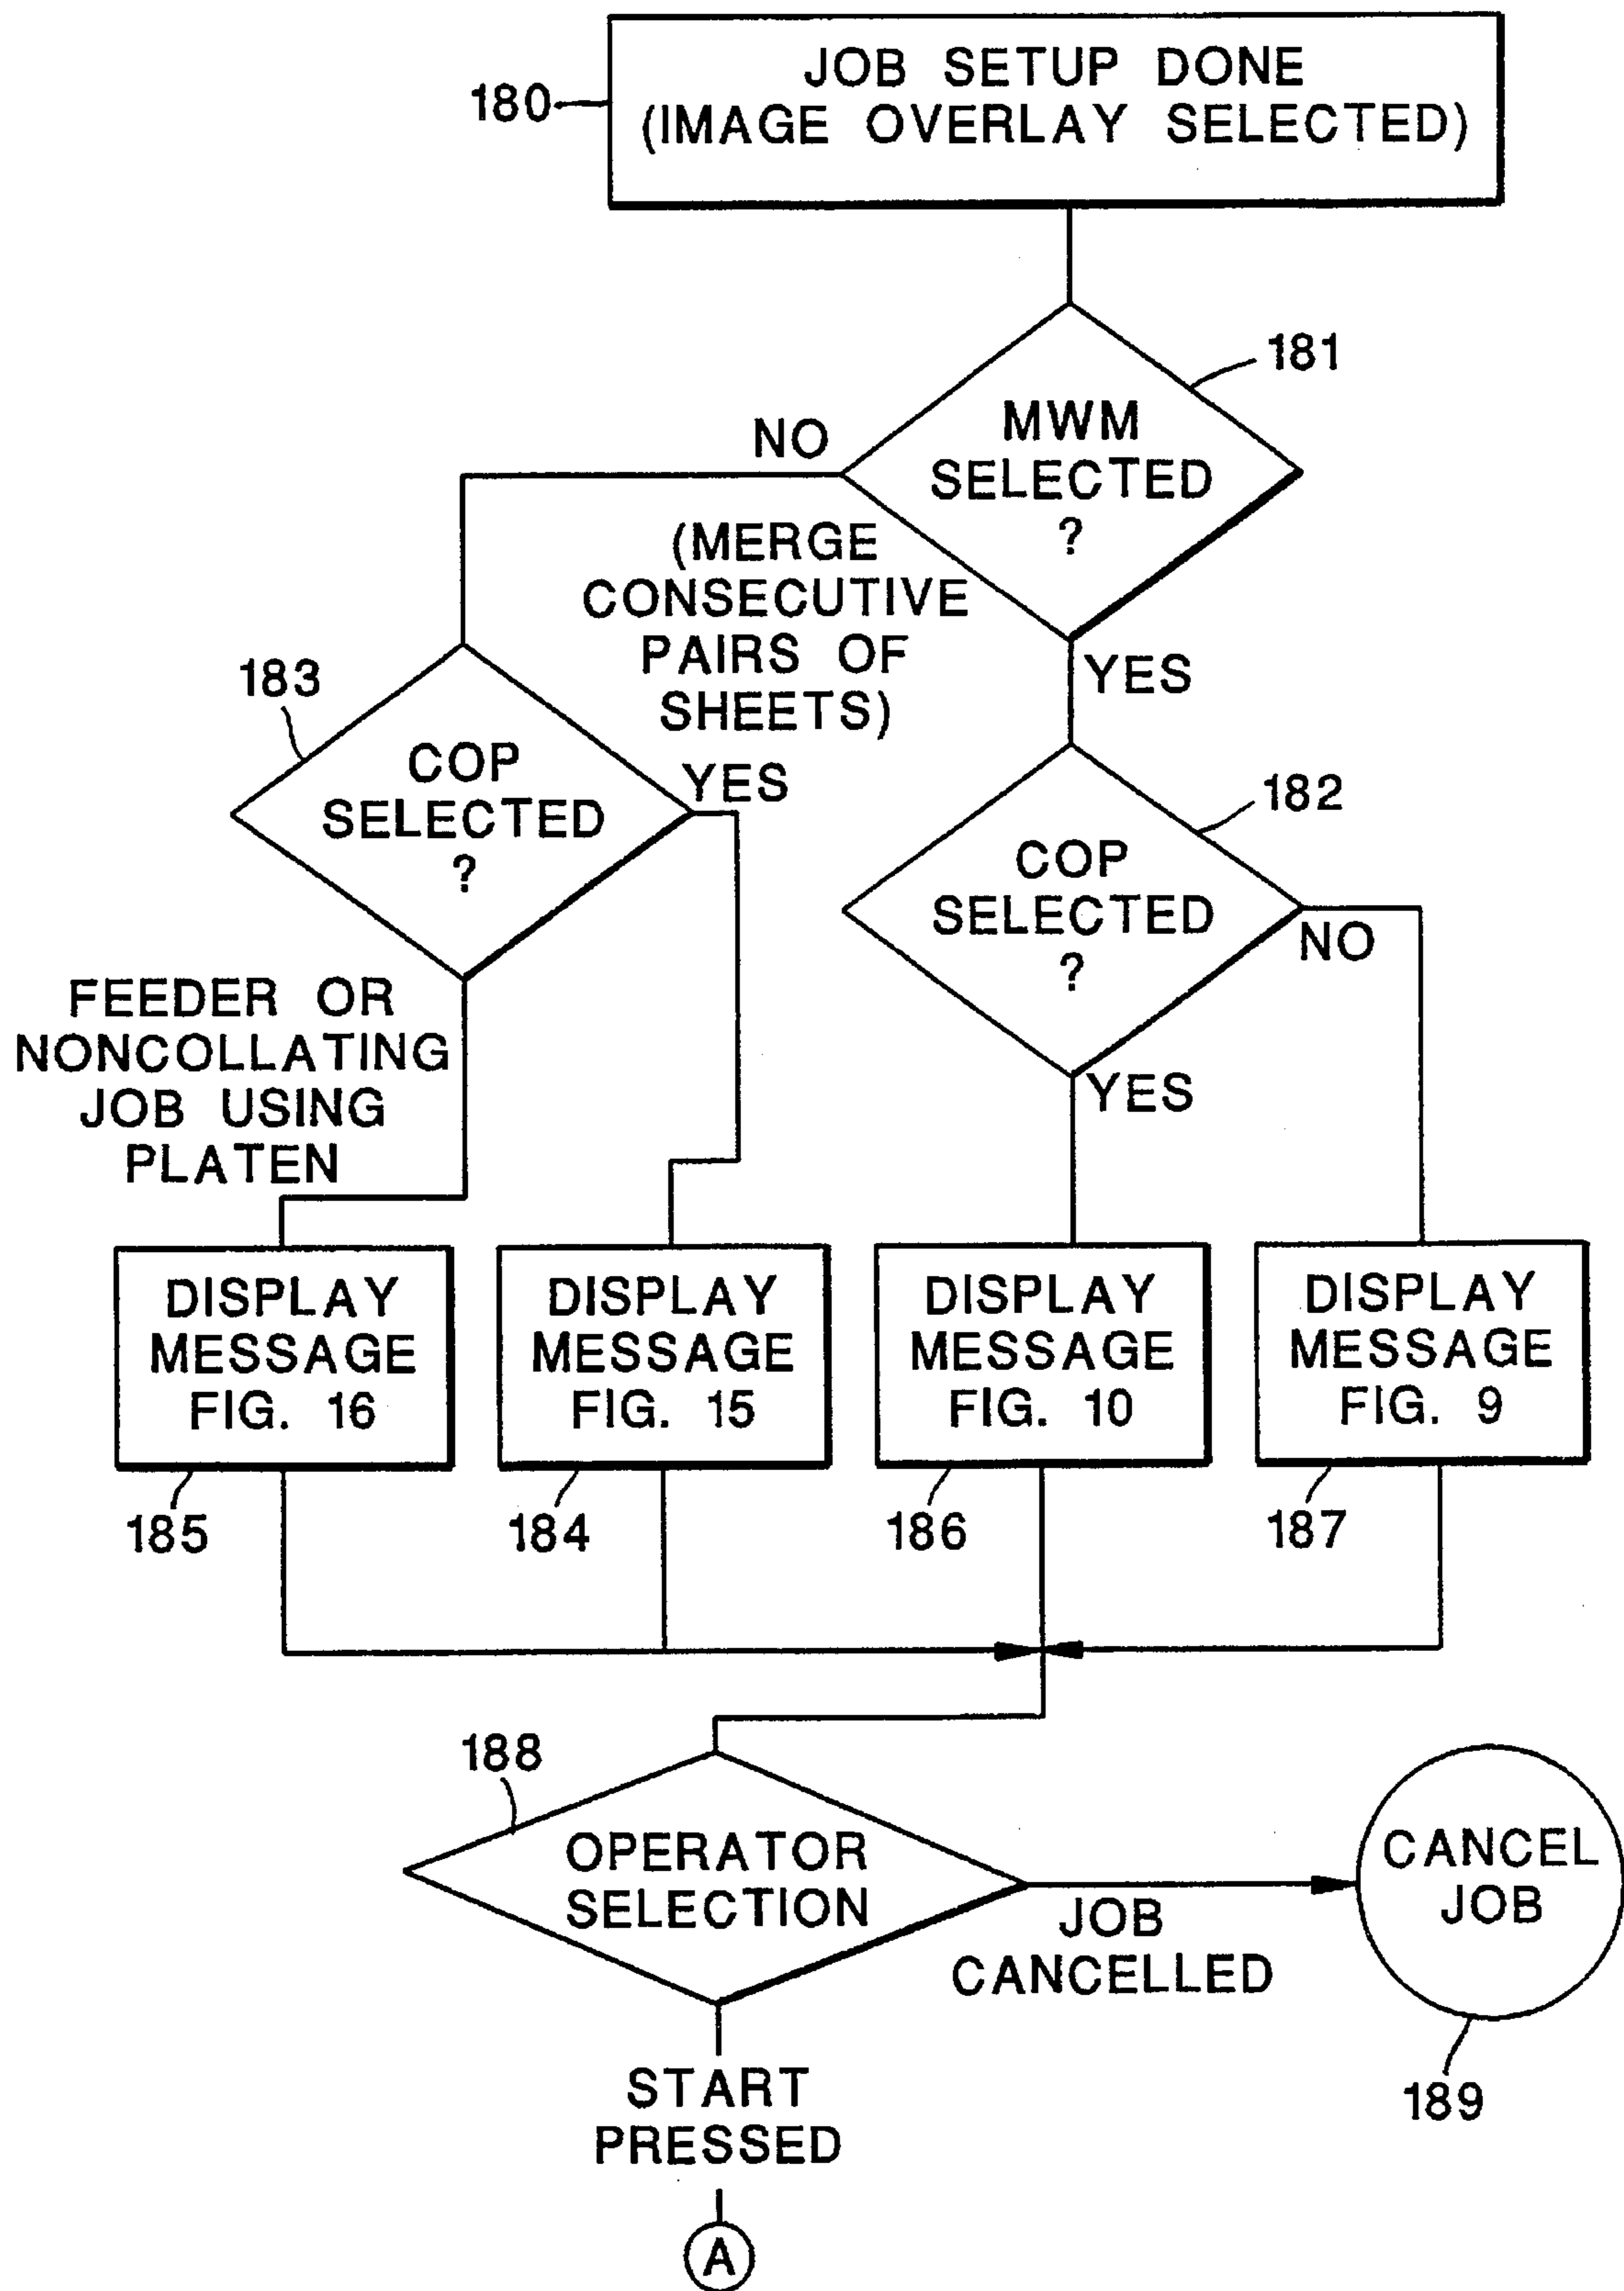 JOB SETUP DONE
(IMAGE OVERLAY SELECTED)
180
181
MWM
SELECTED
?
NO
(MERGE
CONSECUTIVE
PAIRS OF
SHEETS)
YES
183
COP
SELECTED
?
YES
182
COP
SELECTED
?
NO
YES
FEEDER OR
NONCOLLATING
JOB USING
PLATEN
DISPLAY
MESSAGE
FIG. 16
185
DISPLAY
MESSAGE
FIG. 15
184
DISPLAY
MESSAGE
FIG. 10
186
DISPLAY
MESSAGE
FIG. 9
187
188
OPERATOR
SELECTION
JOB
CANCELLED
CANCEL
JOB
189
START
PRESSED
A